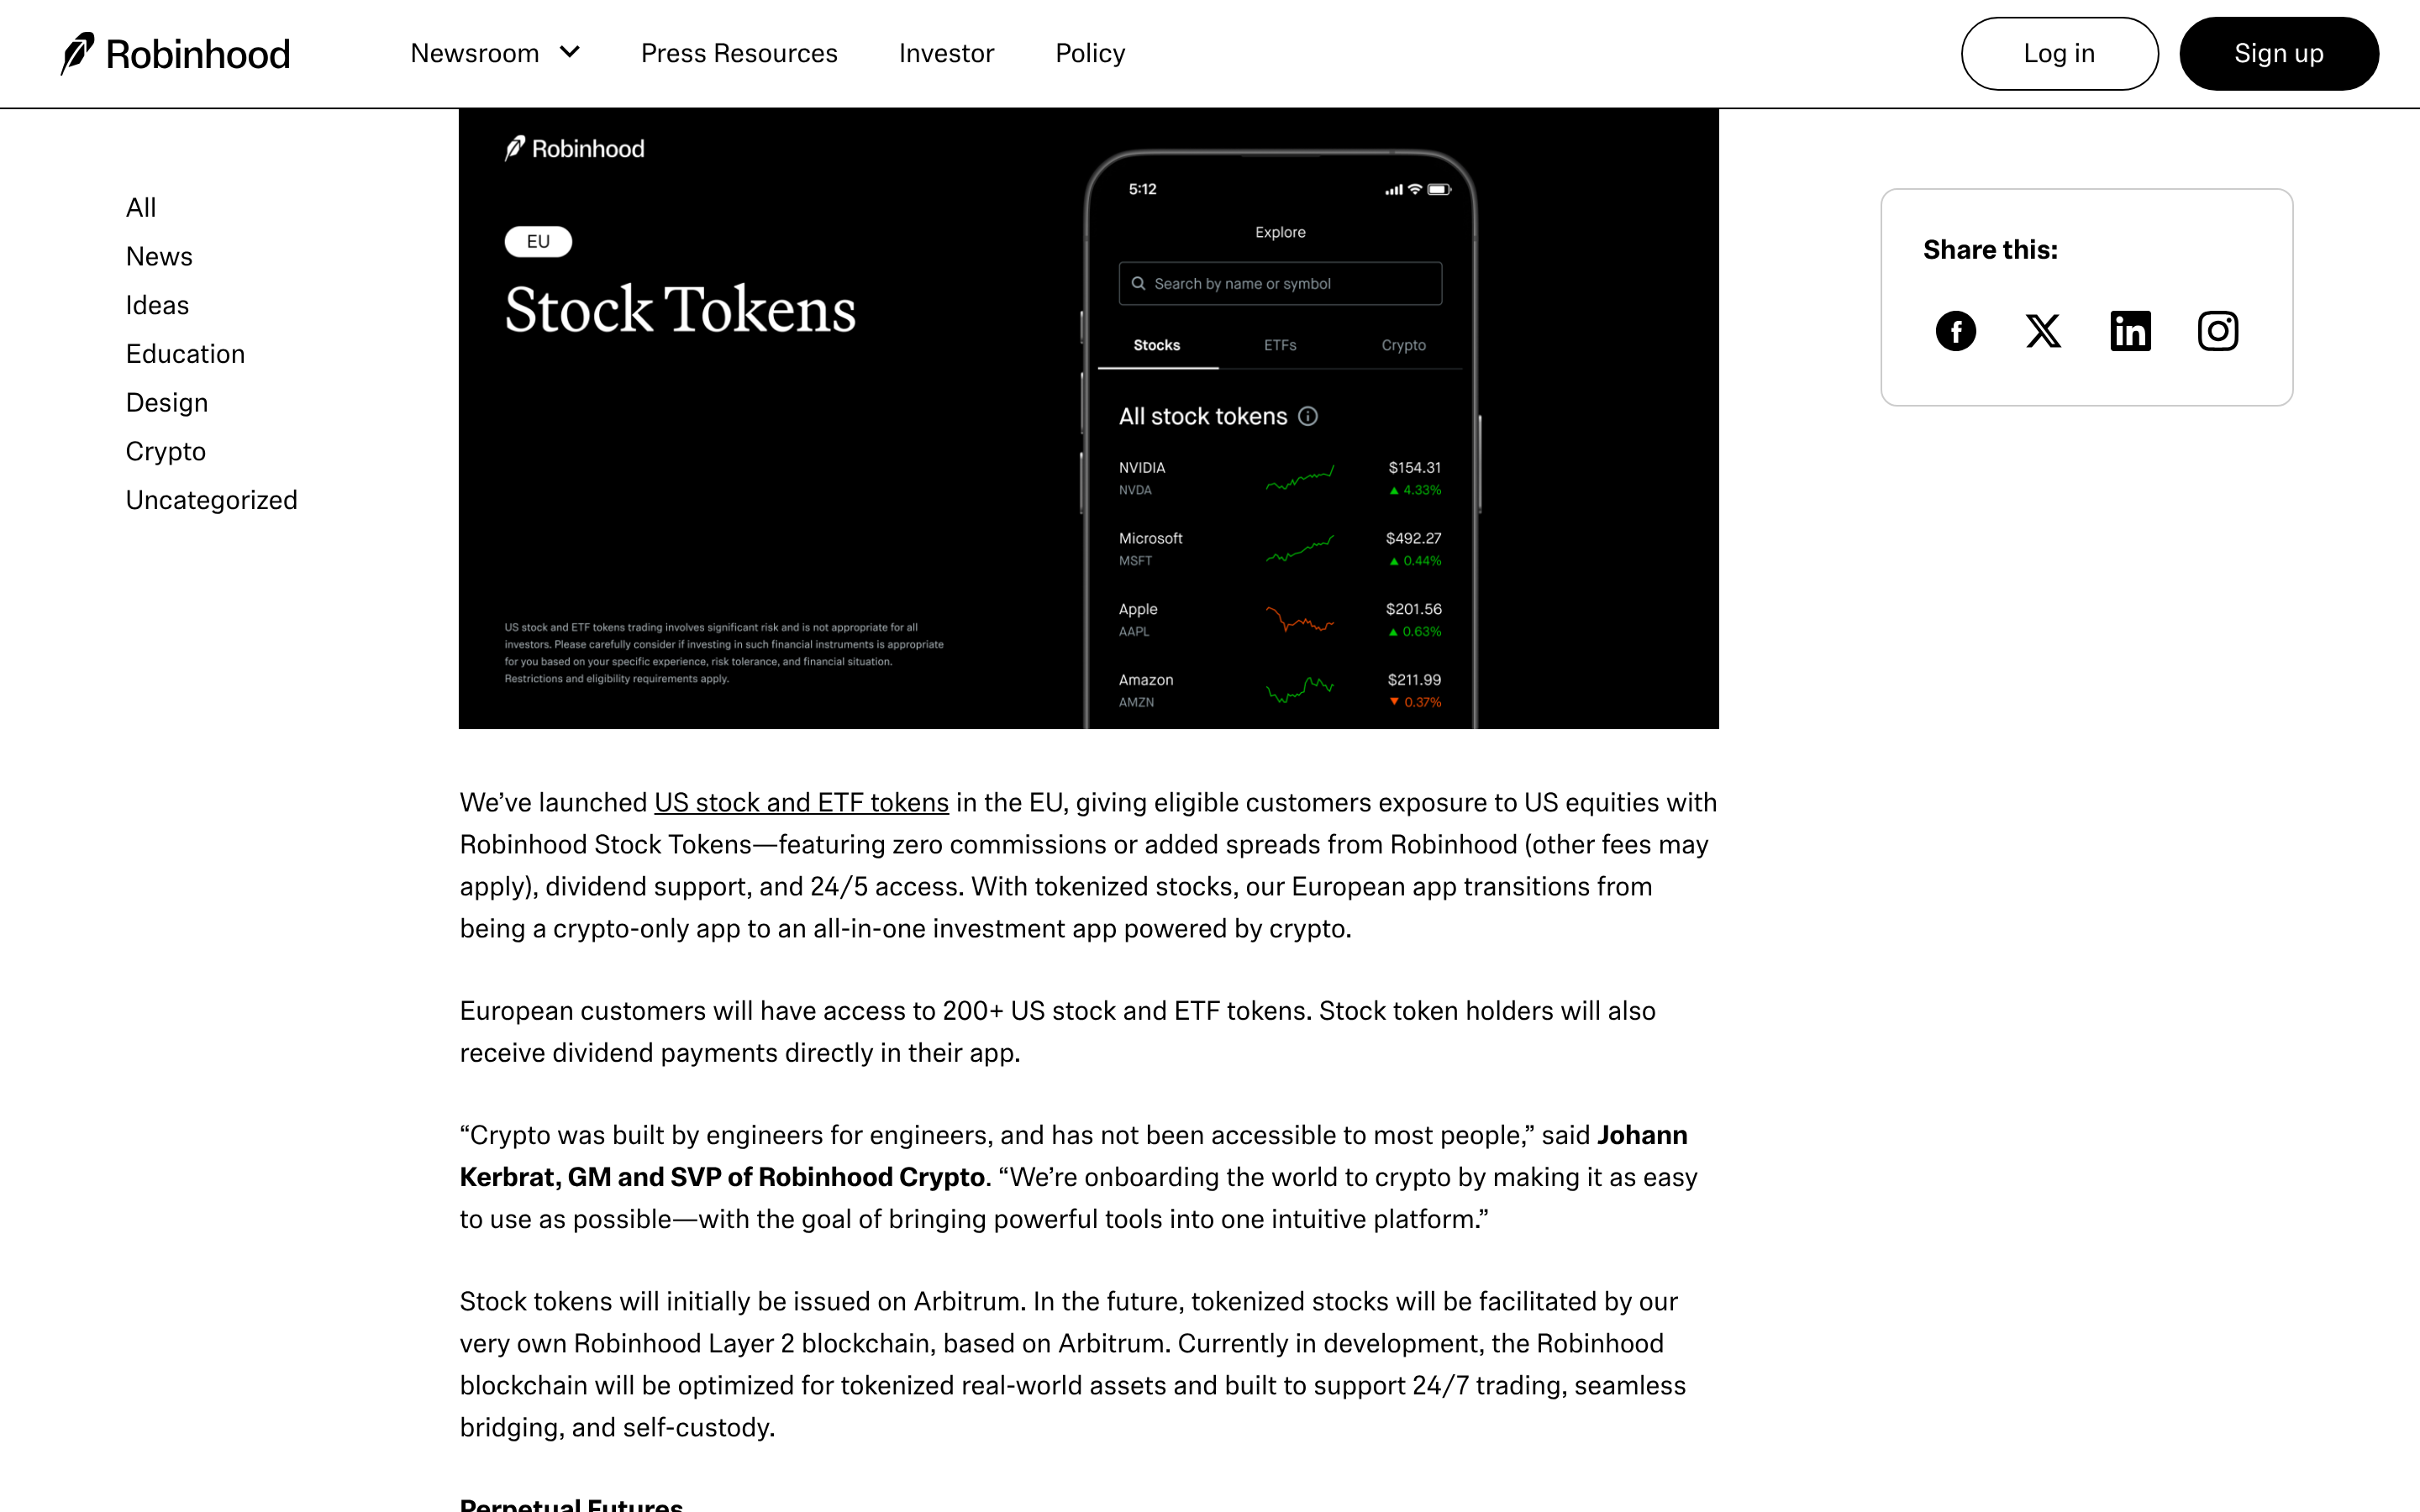 Robinhood
Newsroom
Press Resources
Investor
Policy
Log in
Sign up
All
News
Ideas
Education
Design
Crypto
Uncategorized
Robinhood
EU
Stock Tokens
US stock and ETF tokens trading involves significant risk and is not appropriate for all
investors. Please carefully consider if investing in such financial instruments is appropriate
for you based on your specific experience, risk tolerance, and financial situation.
Restrictions and eligibility requirements apply.
5:12
Explore
Search by name or symbol
Stocks ETFs Crypto
All stock tokens
NVIDIA $154.31
NVDA ▲ 4.33%
Microsoft $492.27
MSFT ▲ 0.44%
Apple $201.56
AAPL ▲ 0.63%
Amazon $211.99
AMZN ▼ 0.37%
Share this:
We’ve launched US stock and ETF tokens in the EU, giving eligible customers exposure to US equities with
Robinhood Stock Tokens—featuring zero commissions or added spreads from Robinhood (other fees may
apply), dividend support, and 24/5 access. With tokenized stocks, our European app transitions from
being a crypto-only app to an all-in-one investment app powered by crypto.
European customers will have access to 200+ US stock and ETF tokens. Stock token holders will also
receive dividend payments directly in their app.
“Crypto was built by engineers for engineers, and has not been accessible to most people,” said Johann
Kerbrat, GM and SVP of Robinhood Crypto. “We’re onboarding the world to crypto by making it as easy
to use as possible—with the goal of bringing powerful tools into one intuitive platform.”
Stock tokens will initially be issued on Arbitrum. In the future, tokenized stocks will be facilitated by our
very own Robinhood Layer 2 blockchain, based on Arbitrum. Currently in development, the Robinhood
blockchain will be optimized for tokenized real-world assets and built to support 24/7 trading, seamless
bridging, and self-custody.
Perpetual Futures